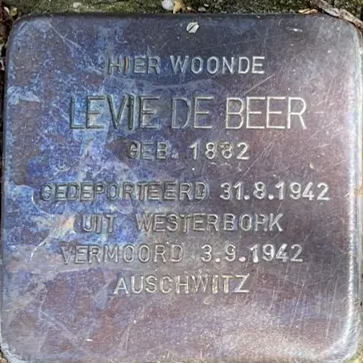 HIER WOONDE
LEVIE DE BEER
GEB. 1882
GEDEPORTEERD 31.8.1942
UIT WESTERBORK
VERMOORD 3.9.1942
AUSCHWITZ